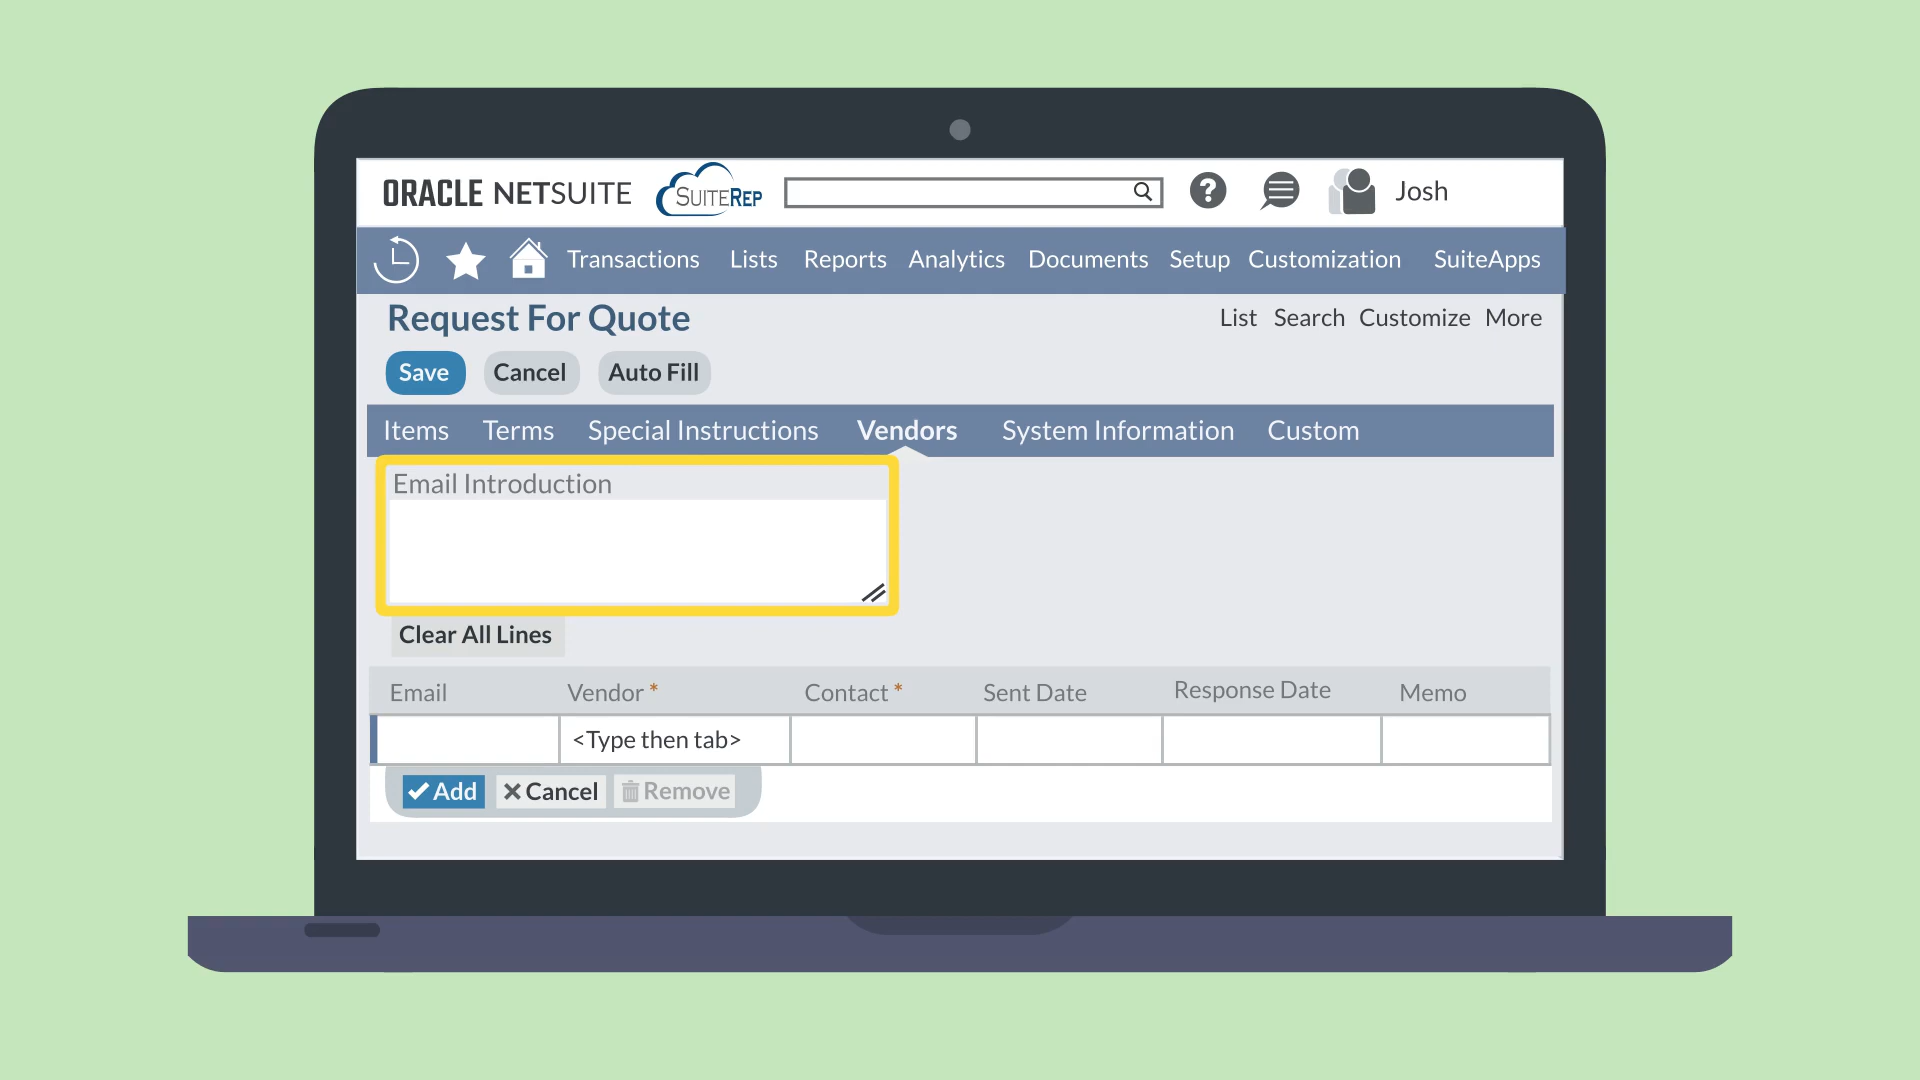 ORACLE NETSUITE SUITEREP Josh
Transactions Lists Reports Analytics Documents Setup Customization SuiteApps
Request For Quote List Search Customize More
Save Cancel Auto Fill
Items Terms Special Instructions Vendors System Information Custom
Email Introduction
Clear All Lines
Email Vendor * Contact * Sent Date Response Date Memo
<Type then tab>
Add Cancel Remove